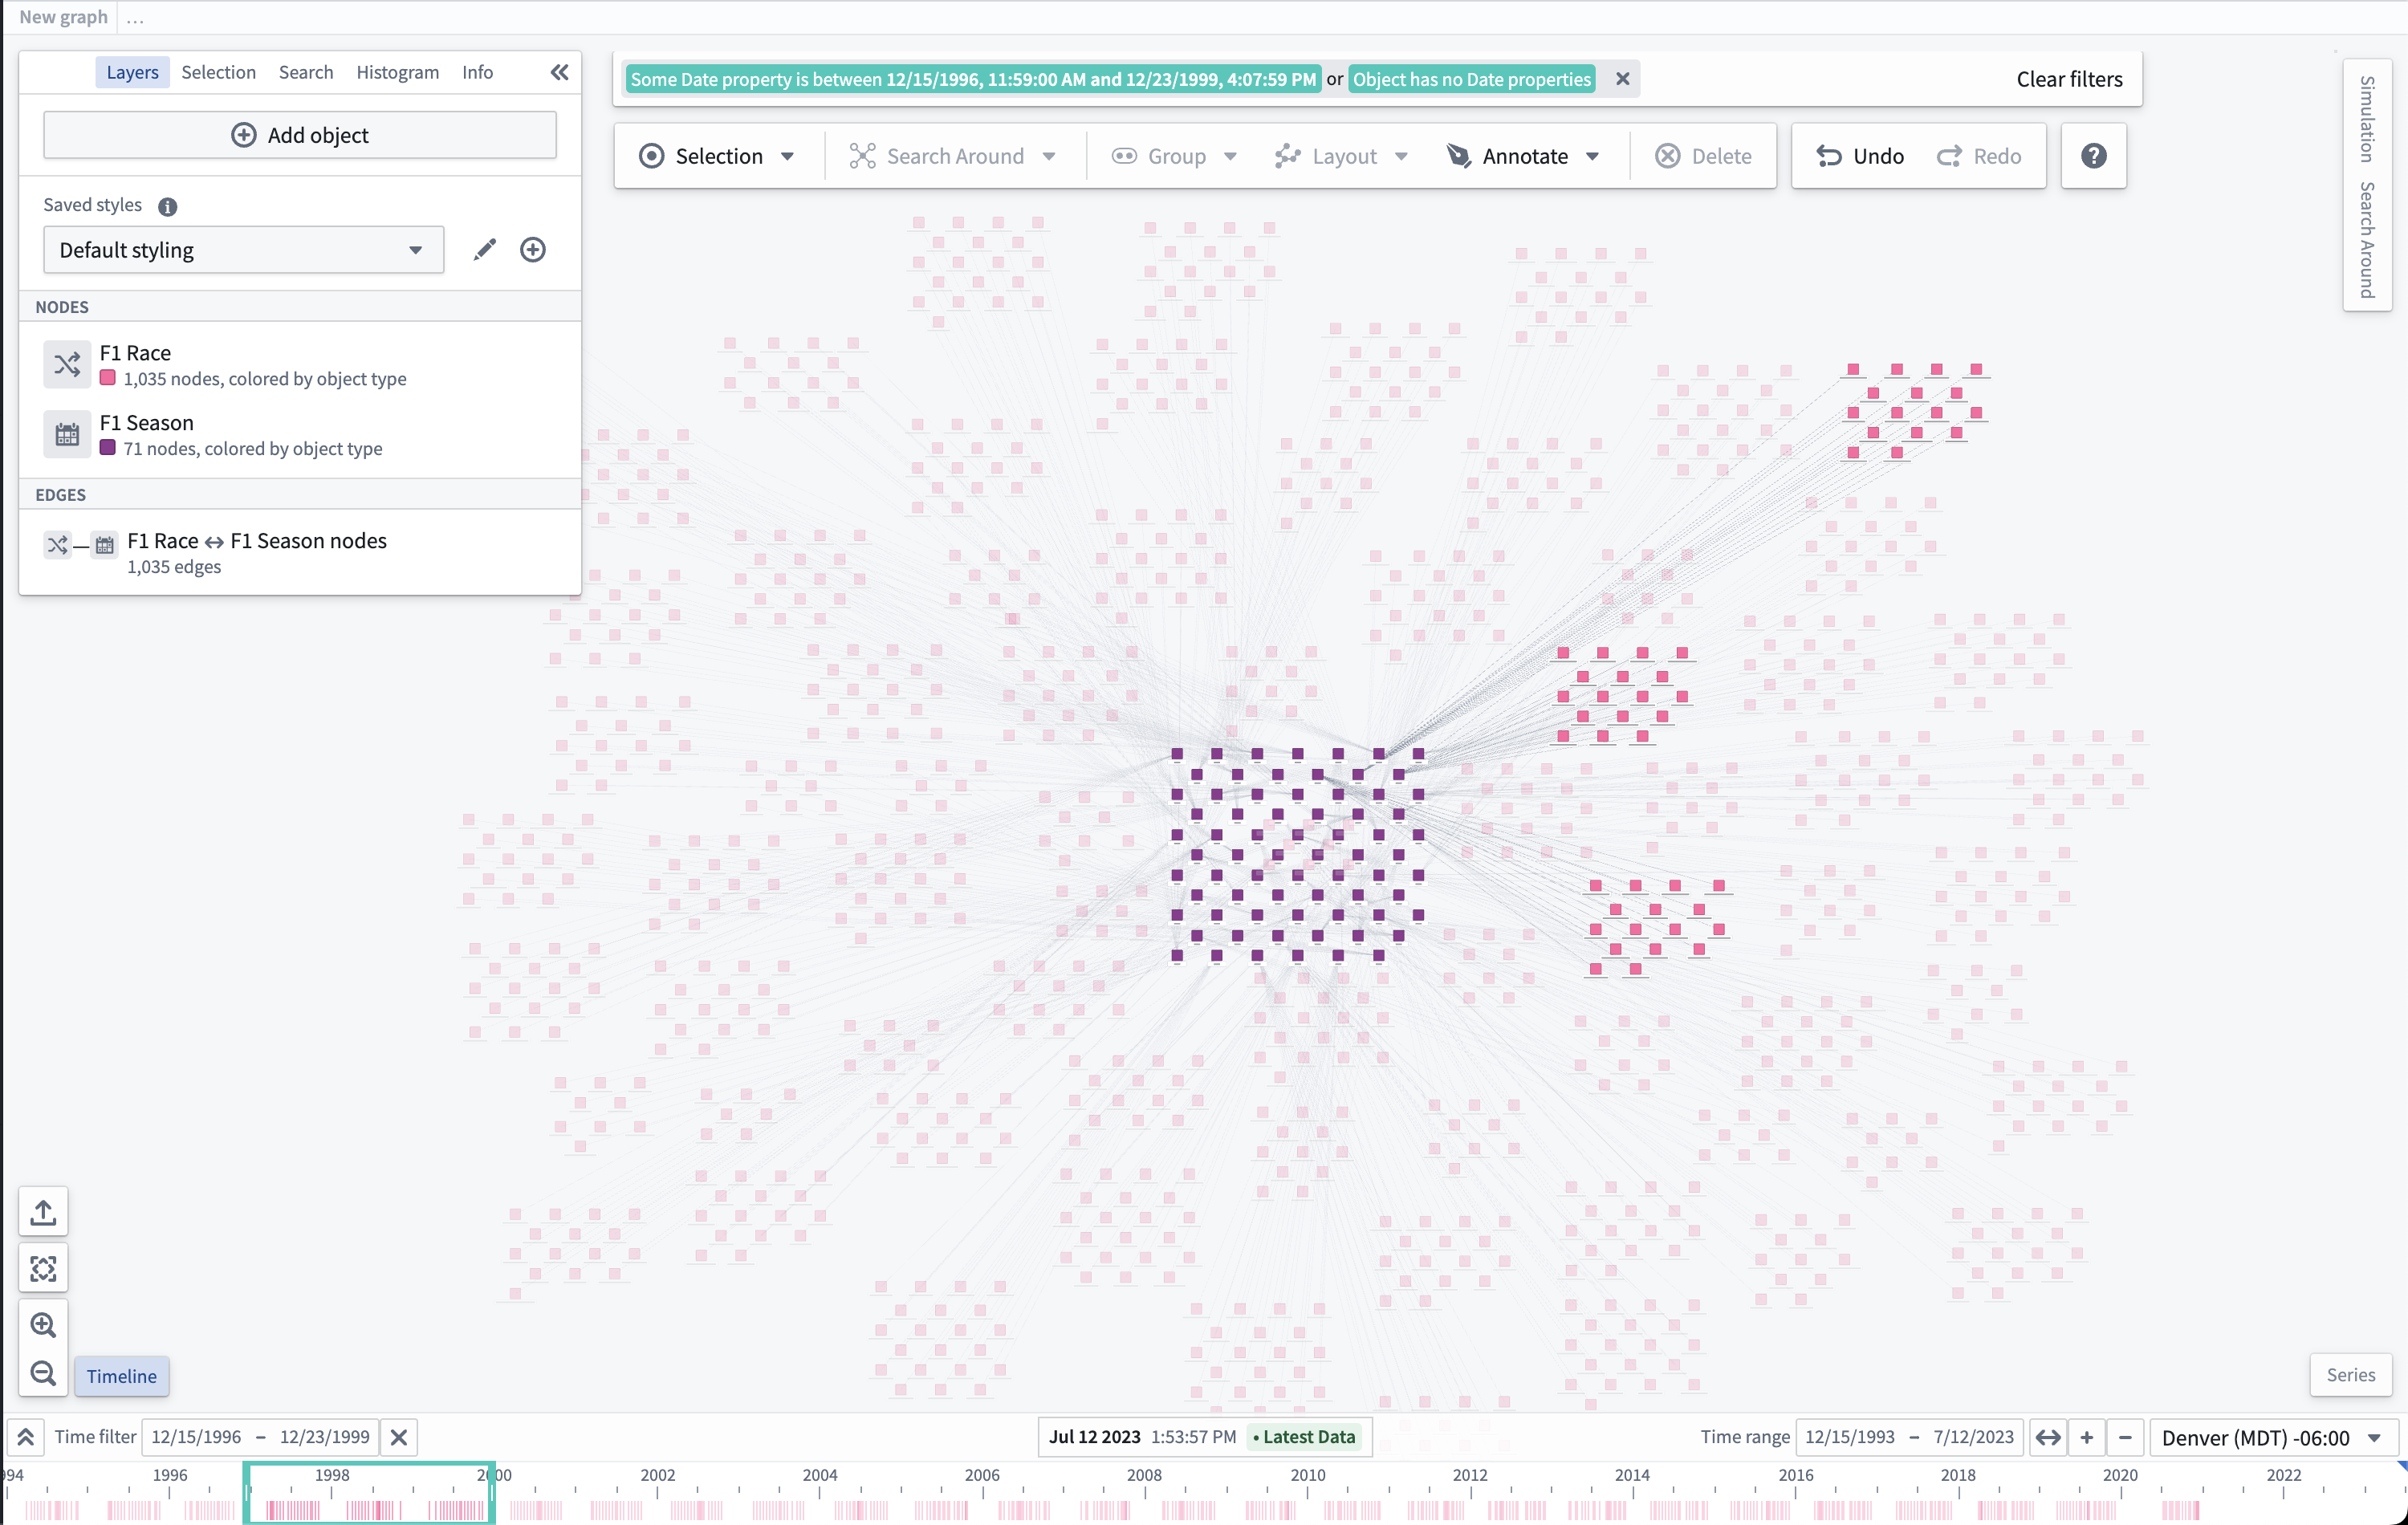 New graph ...
Layers Selection Search Histogram Info
Some Date property is between 12/15/1996, 11:59:00 AM and 12/23/1999, 4:07:59 PM or Object has no Date properties
Clear filters
Add object
Selection Search Around Group Layout Annotate Delete Undo Redo
Simulation
Search Around
Saved styles
Default styling
NODES
F1 Race
1,035 nodes, colored by object type
F1 Season
71 nodes, colored by object type
EDGES
F1 Race ↔ F1 Season nodes
1,035 edges
Timeline
Series
Time filter 12/15/1996 – 12/23/1999
Jul 12 2023 1:53:57 PM • Latest Data
Time range 12/15/1993 – 7/12/2023
Denver (MDT) -06:00
994 1996 1998 2000 2002 2004 2006 2008 2010 2012 2014 2016 2018 2020 2022